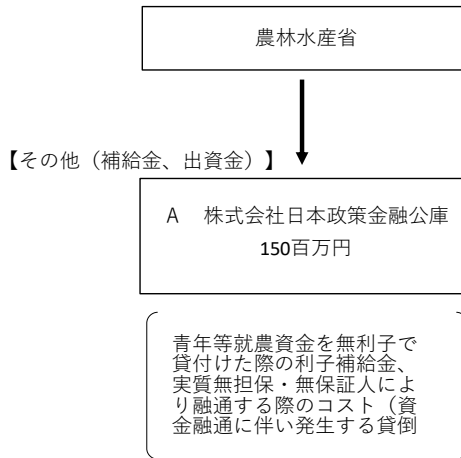 農林水産省
【その他（補給金、出資金）】
A　株式会社日本政策金融公庫
150百万円
青年等就農資金を無利子で
貸付けた際の利子補給金、
実質無担保・無保証人によ
り融通する際のコスト（資
金融通に伴い発生する貸倒